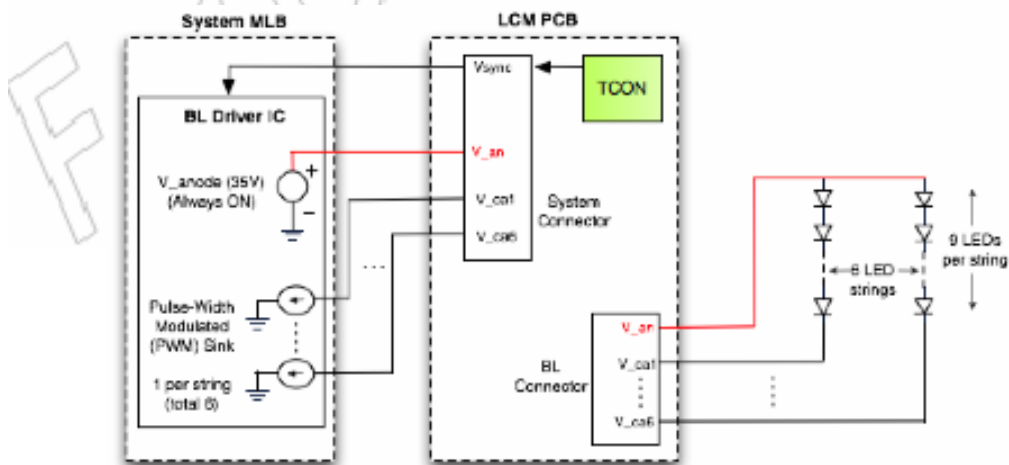 System MLB
LCM PCB
Vsync
TCON
BL Driver IC
V_an
V_anode (35V)
(Always ON)
V_ca1
System
Connector
V_ca6
9 LEDs
per string
6 LED
strings
Pulse-Width
Modulated
(PWM) Sink
1 per string
(total 6)
V_an
BL
Connector
V_ca1
V_ca6